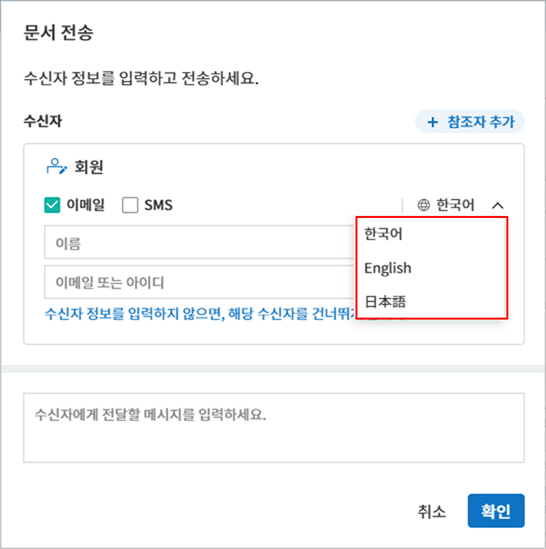 문서 전송
수신자 정보를 입력하고 전송하세요.
수신자
+ 참조자 추가
회원
이메일
SMS
한국어
이름
이메일 또는 아이디
한국어
English
日本語
수신자 정보를 입력하지 않으면, 해당 수신자를
수신자에게 전달할 메시지를 입력하세요.
취소
확인